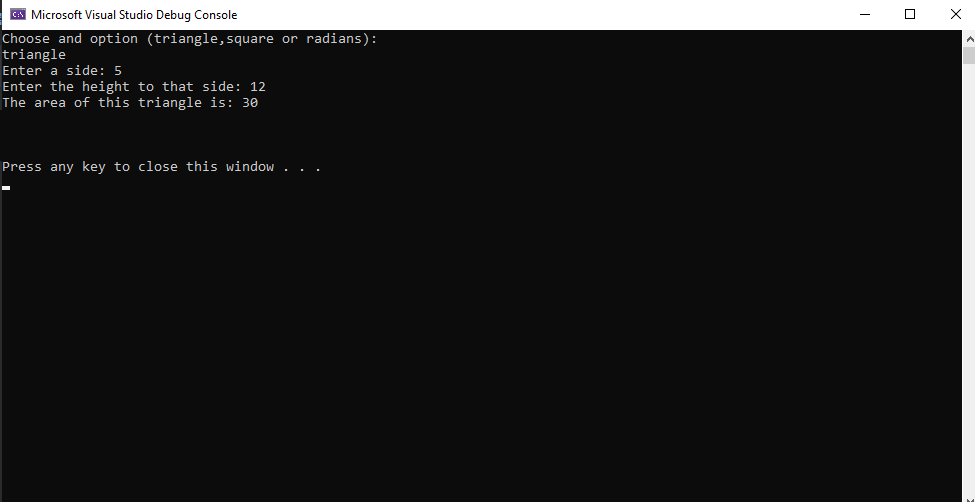 Microsoft Visual Studio Debug Console
Choose and option (triangle,square or radians):
triangle
Enter a side: 5
Enter the height to that side: 12
The area of this triangle is: 30
Press any key to close this window . . .